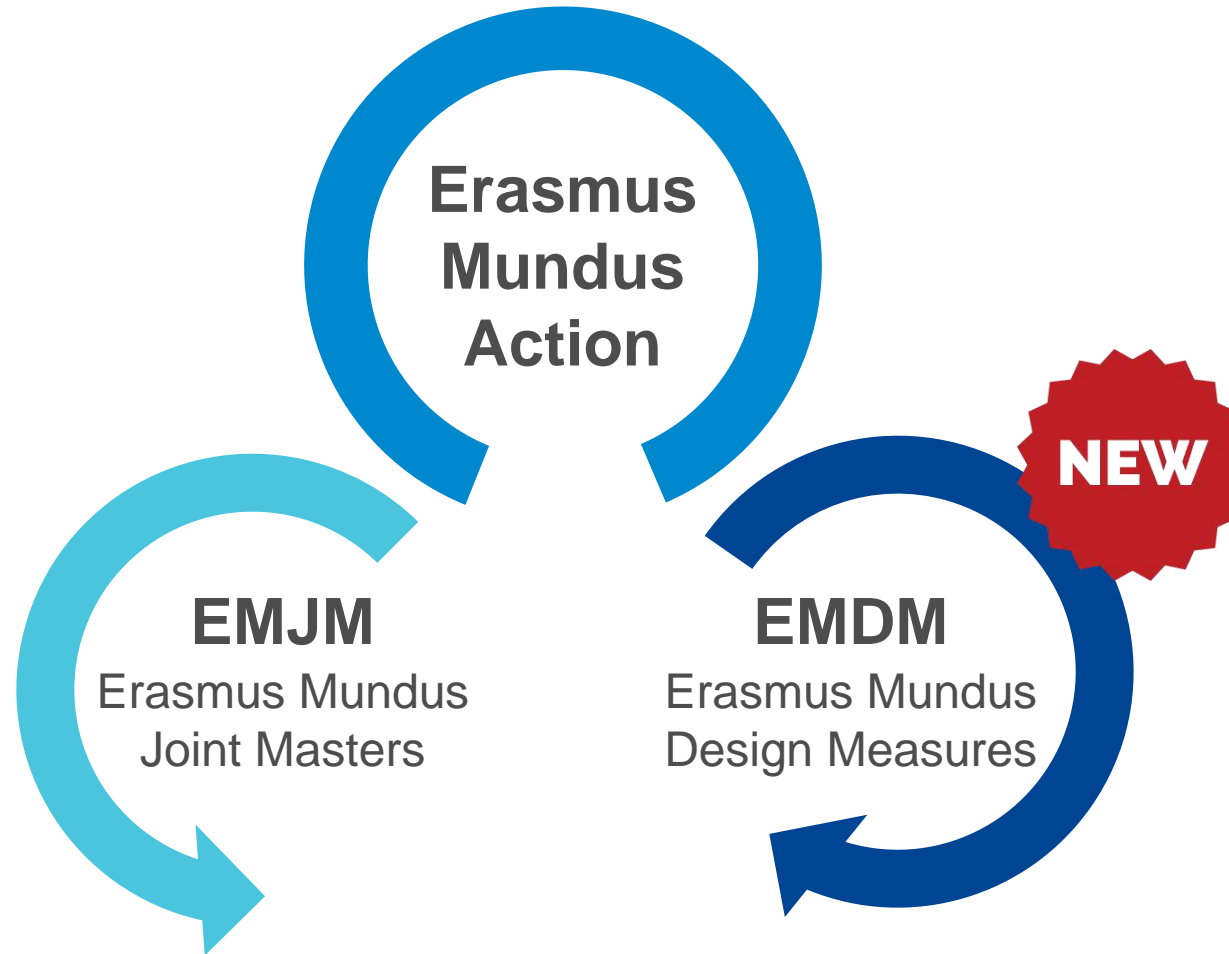 Erasmus
Mundus
Action
NEW
EMJM
Erasmus Mundus
Joint Masters
EMDM
Erasmus Mundus
Design Measures